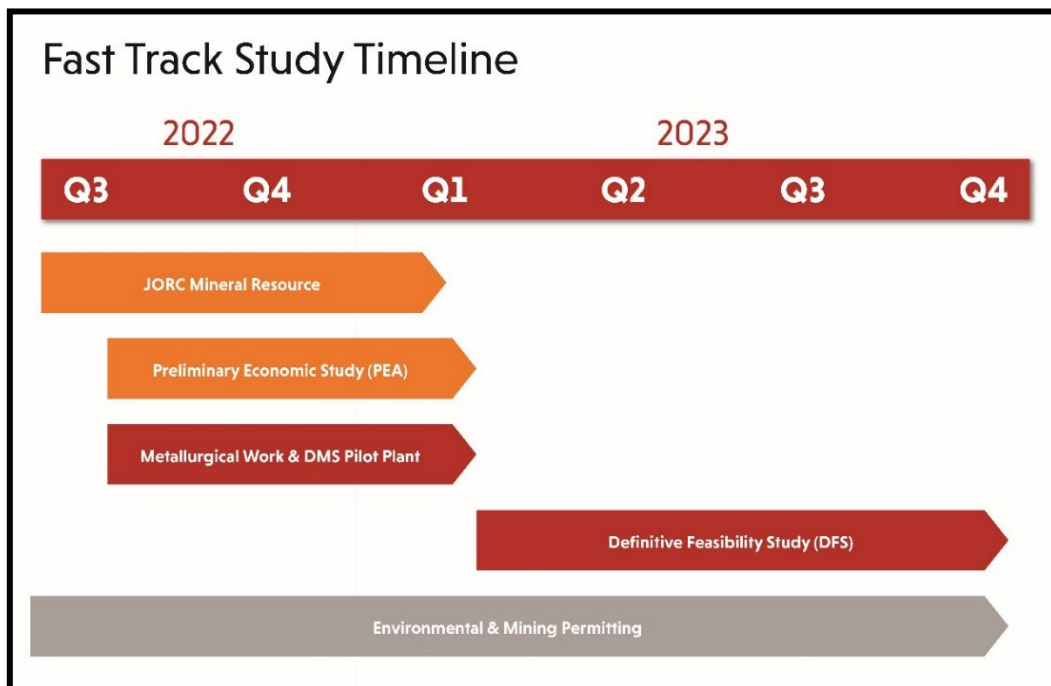 Fast Track Study Timeline
2022 2023
Q3 Q4 Q1 Q2 Q3 Q4
JORC Mineral Resource
Preliminary Economic Study (PEA)
Metallurgical Work & DMS Pilot Plant
Definitive Feasibility Study (DFS)
Environmental & Mining Permitting